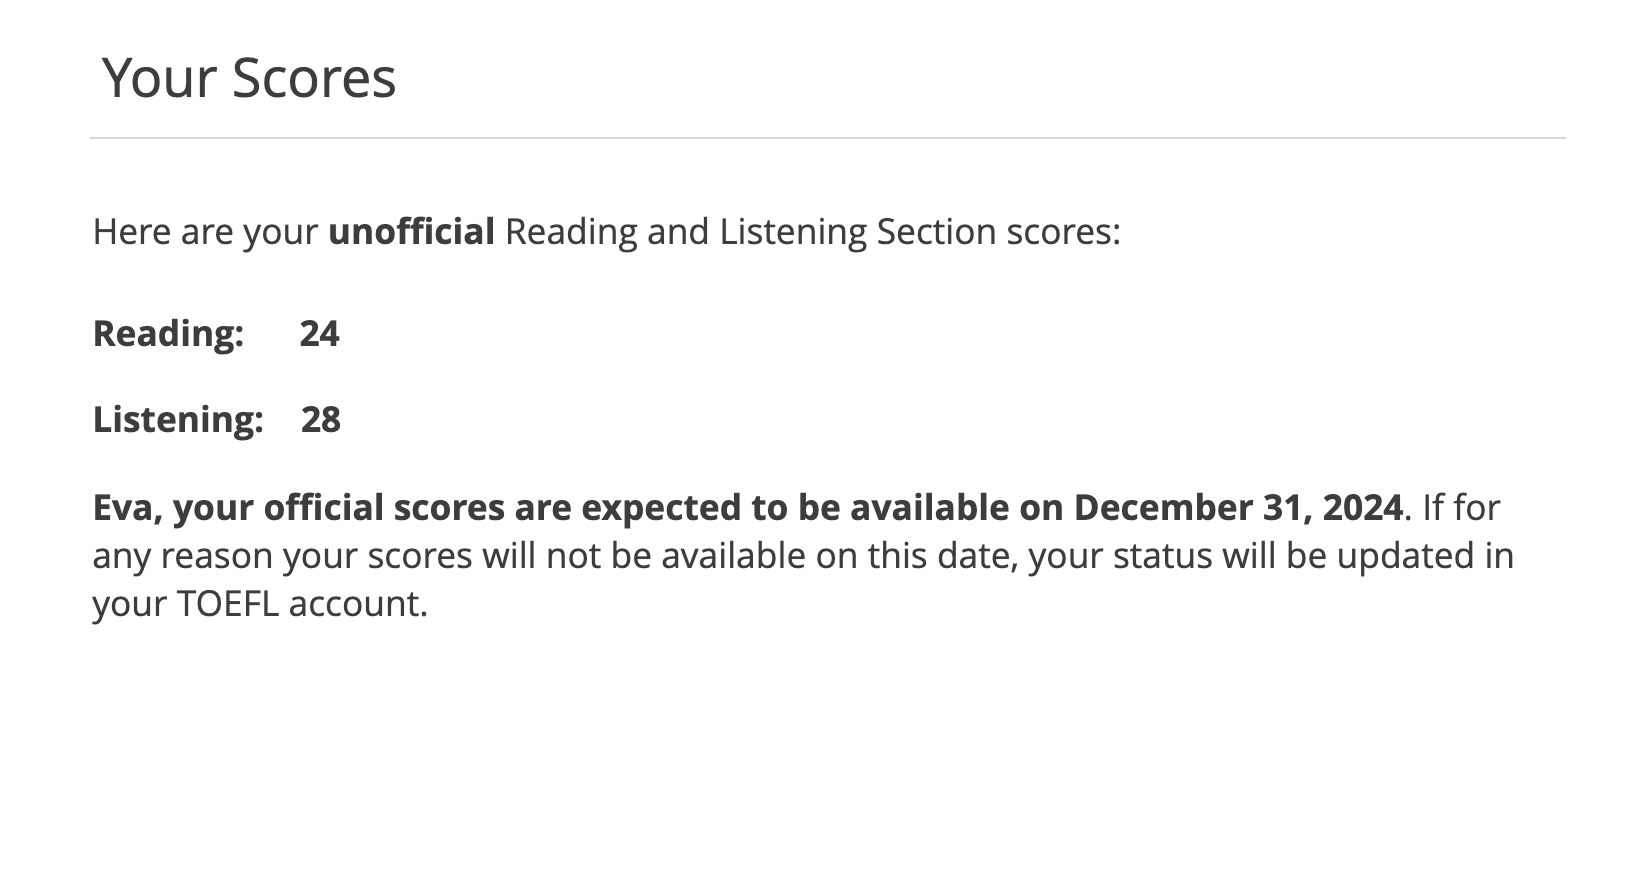 Your Scores
Here are your unofficial Reading and Listening Section scores:
Reading: 24
Listening: 28
Eva, your official scores are expected to be available on December 31, 2024. If for
any reason your scores will not be available on this date, your status will be updated in
your TOEFL account.